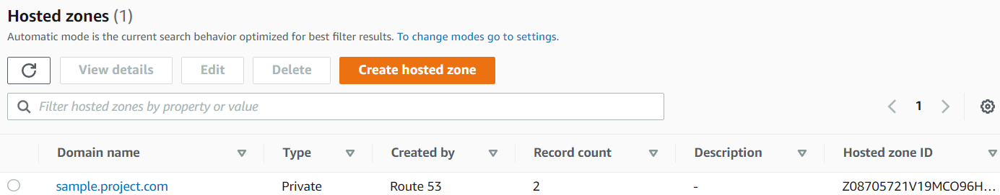 Hosted zones (1)
Automatic mode is the current search behavior optimized for best filter results. To change modes go to settings.
View details Edit Delete Create hosted zone
Filter hosted zones by property or value 1
Domain name Type Created by Record count Description Hosted zone ID
sample.project.com Private Route 53 2 - Z08705721V19MCO96H...